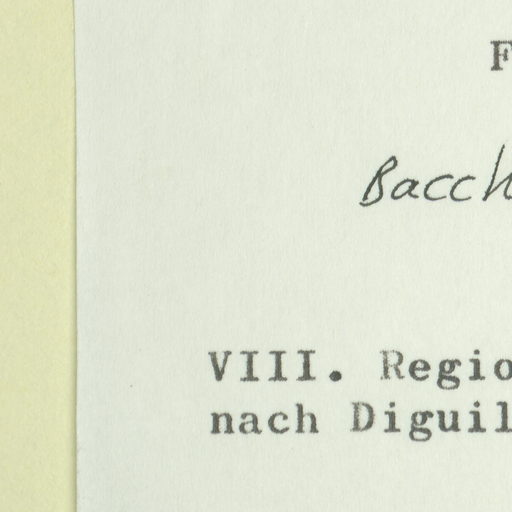 F
Bacch
VIII. Regio
nach Diguil